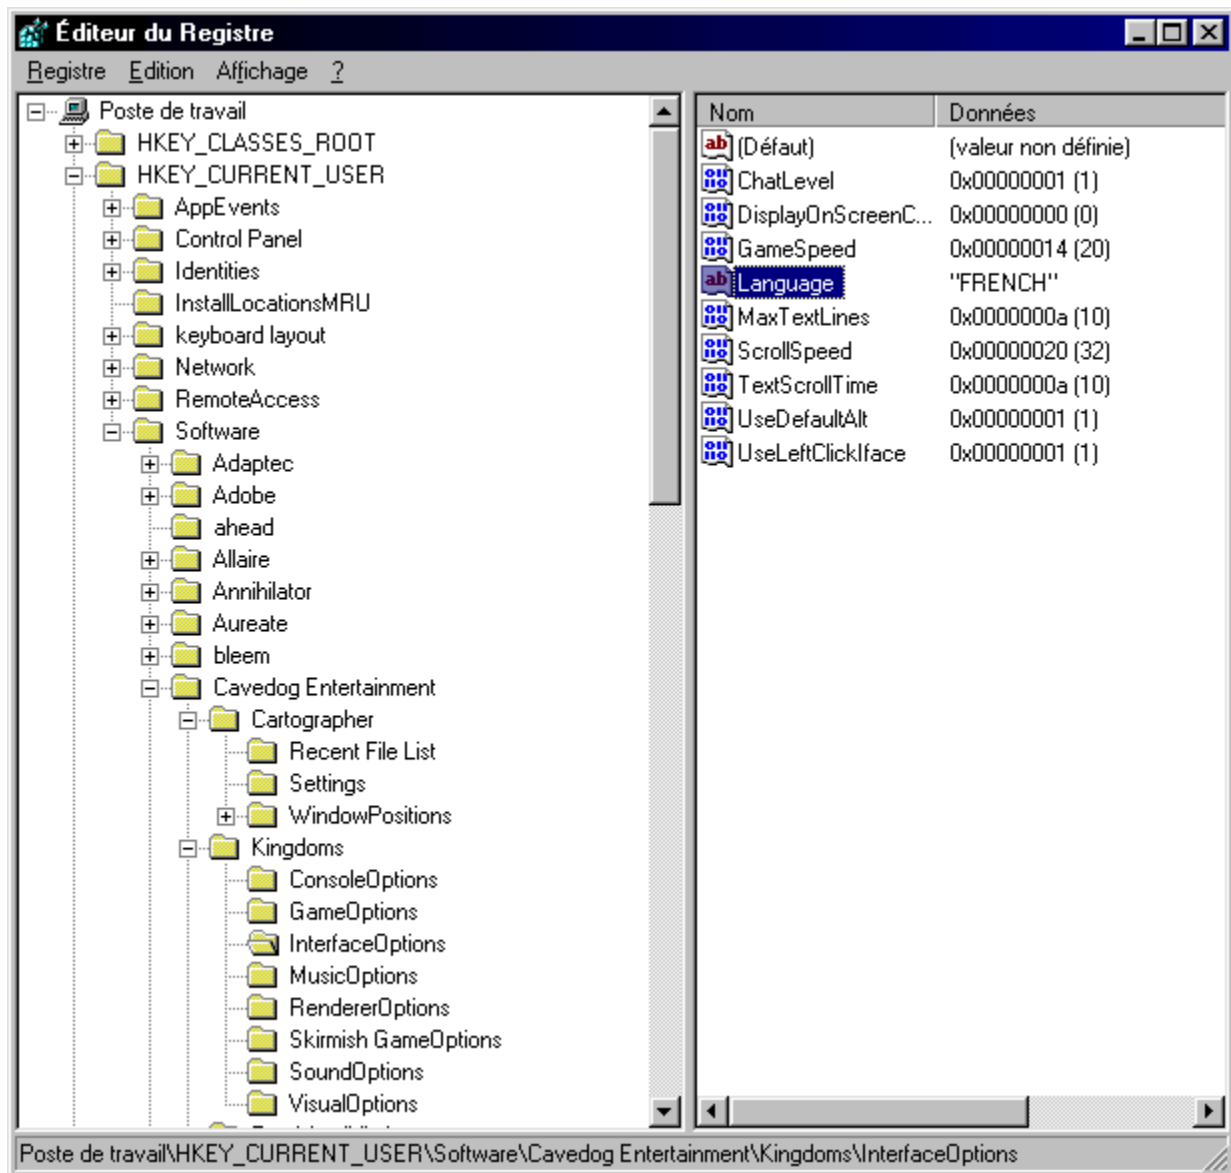 Éditeur du Registre
Registre Edition Affichage ?
Poste de travail
HKEY_CLASSES_ROOT
HKEY_CURRENT_USER
AppEvents
Control Panel
Identities
InstallLocationsMRU
keyboard layout
Network
RemoteAccess
Software
Adaptec
Adobe
ahead
Allaire
Annihilator
Aureate
bleem
Cavedog Entertainment
Cartographer
Recent File List
Settings
WindowPositions
Kingdoms
ConsoleOptions
GameOptions
InterfaceOptions
MusicOptions
RendererOptions
Skirmish GameOptions
SoundOptions
VisualOptions
Nom Données
(Défaut) (valeur non définie)
ChatLevel 0x00000001 (1)
DisplayOnScreenC... 0x00000000 (0)
GameSpeed 0x00000014 (20)
Language "FRENCH"
MaxTextLines 0x0000000a (10)
ScrollSpeed 0x00000020 (32)
TextScrollTime 0x0000000a (10)
UseDefaultAlt 0x00000001 (1)
UseLeftClickIface 0x00000001 (1)
Poste de travail\HKEY_CURRENT_USER\Software\Cavedog Entertainment\Kingdoms\InterfaceOptions